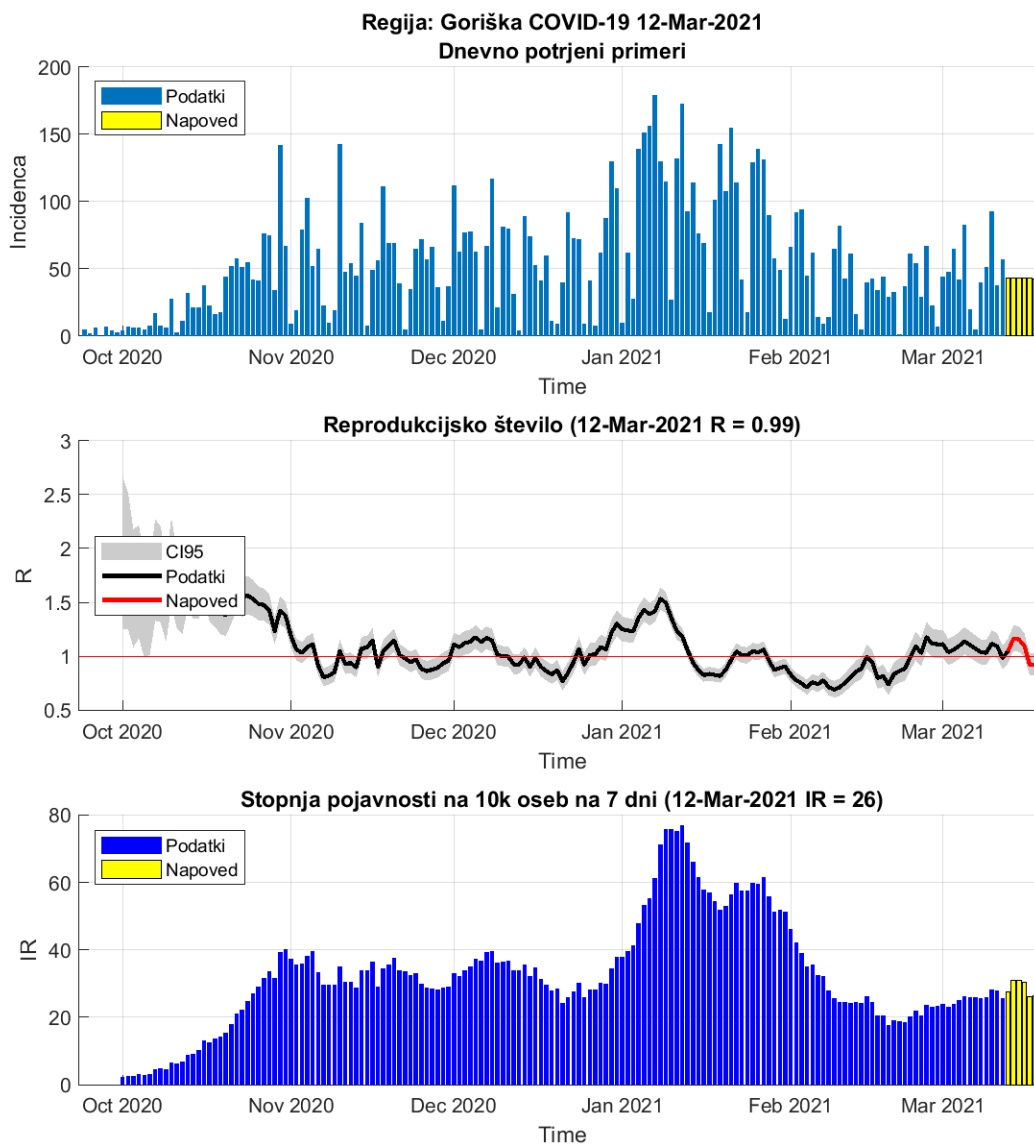 Regija: Goriška COVID-19 12-Mar-2021
Dnevno potrjeni primeri
200
150
100
50
0
Incidenca
Podatki
Napoved
Oct 2020 Nov 2020 Dec 2020 Jan 2021 Feb 2021 Mar 2021
Time
Reprodukcijsko število (12-Mar-2021 R = 0.99)
3
2.5
2
1.5
1
0.5
R
CI95
Podatki
Napoved
Oct 2020 Nov 2020 Dec 2020 Jan 2021 Feb 2021 Mar 2021
Time
Stopnja pojavnosti na 10k oseb na 7 dni (12-Mar-2021 IR = 26)
80
60
40
20
0
IR
Podatki
Napoved
Oct 2020 Nov 2020 Dec 2020 Jan 2021 Feb 2021 Mar 2021
Time